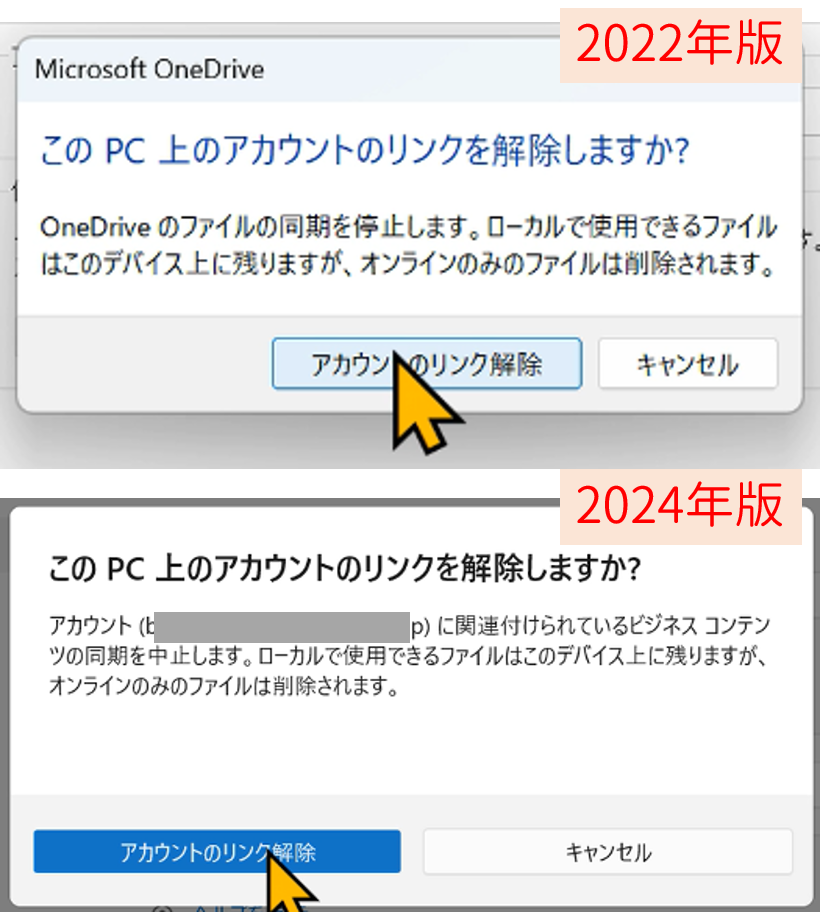 2022年版
Microsoft OneDrive
この PC 上のアカウントのリンクを解除しますか?
OneDrive のファイルの同期を停止します。ローカルで使用できるファイル
はこのデバイス上に残りますが、オンラインのみのファイルは削除されます。
アカウントのリンク解除
キャンセル
2024年版
この PC 上のアカウントのリンクを解除しますか?
アカウント (b p) に関連付けられているビジネス コンテン
ツの同期を中止します。ローカルで使用できるファイルはこのデバイス上に残りますが、
オンラインのみのファイルは削除されます。
アカウントのリンク解除
キャンセル